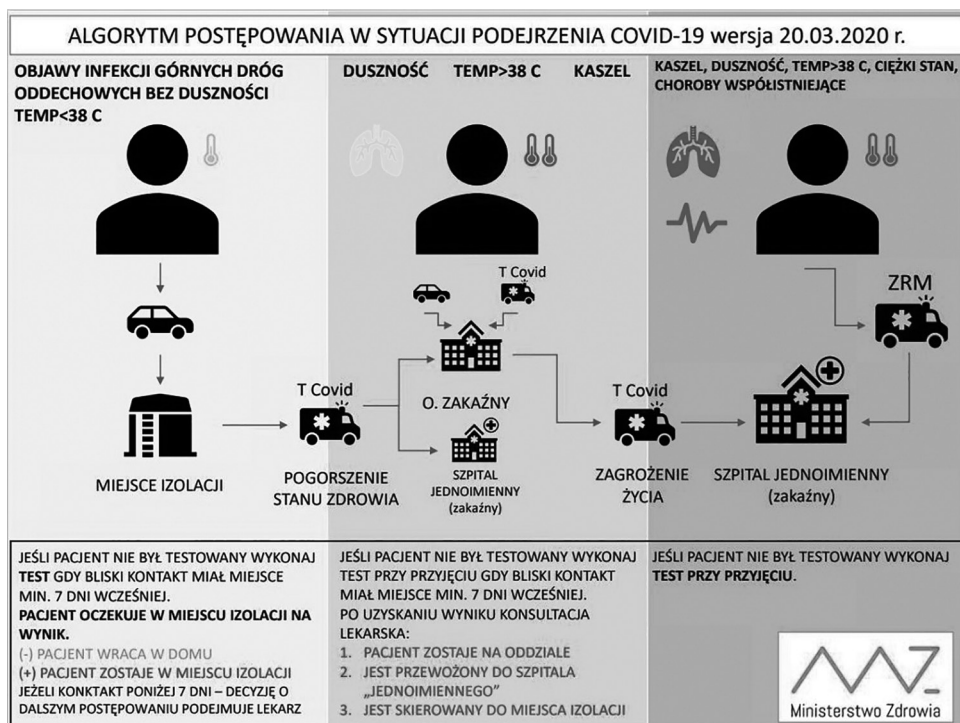 ALGORYTM POSTĘPOWANIA W SYTUACJI PODEJRZENIA COVID-19 wersja 20.03.2020 r.
OBJAWY INFEKCJI GÓRNYCH DRÓG
ODDECHOWYCH BEZ DUSZNOŚCI
TEMP<38 C
DUSZNOŚĆ TEMP>38 C KASZEL
KASZEL, DUSZNOŚĆ, TEMP>38 C, CIĘŻKI STAN,
CHOROBY WSPÓŁISTNIEJĄCE
T Covid
ZRM
T Covid
O. ZAKAŹNY
T Covid
MIEJSCE IZOLACJI
POGORSZENIE
STANU ZDROWIA
SZPITAL
JEDNOIMIENNY
(zakaźny)
ZAGROŻENIE
ŻYCIA
SZPITAL JEDNOIMIENNY
(zakaźny)
JEŚLI PACJENT NIE BYŁ TESTOWANY WYKONAJ
TEST GDY BLISKI KONTAKT MIAŁ MIEJSCE
MIN. 7 DNI WCZEŚNIEJ.
PACJENT OCZEKUJE W MIEJSCU IZOLACJI NA
WYNIK.
(-) PACJENT WRACA W DOMU
(+) PACJENT ZOSTAJE W MIEJSCU IZOLACJI
JEŻELI KONKTAKT PONIŻEJ 7 DNI – DECYZJĘ O
DALSZYM POSTĘPOWANIU PODEJMUJE LEKARZ
JEŚLI PACJENT NIE BYŁ TESTOWANY WYKONAJ
TEST PRZY PRZYJĘCIU GDY BLISKI KONTAKT
MIAŁ MIEJSCE MIN. 7 DNI WCZEŚNIEJ.
PO UZYSKANIU WYNIKU KONSULTACJA
LEKARSKA:
1. PACJENT ZOSTAJE NA ODDZIALE
2. JEST PRZEWOŻONY DO SZPITALA
„JEDNOIMIENNEGO”
3. JEST SKIEROWANY DO MIEJSCA IZOLACJI
JEŚLI PACJENT NIE BYŁ TESTOWANY WYKONAJ
TEST PRZY PRZYJĘCIU.
Ministerstwo Zdrowia